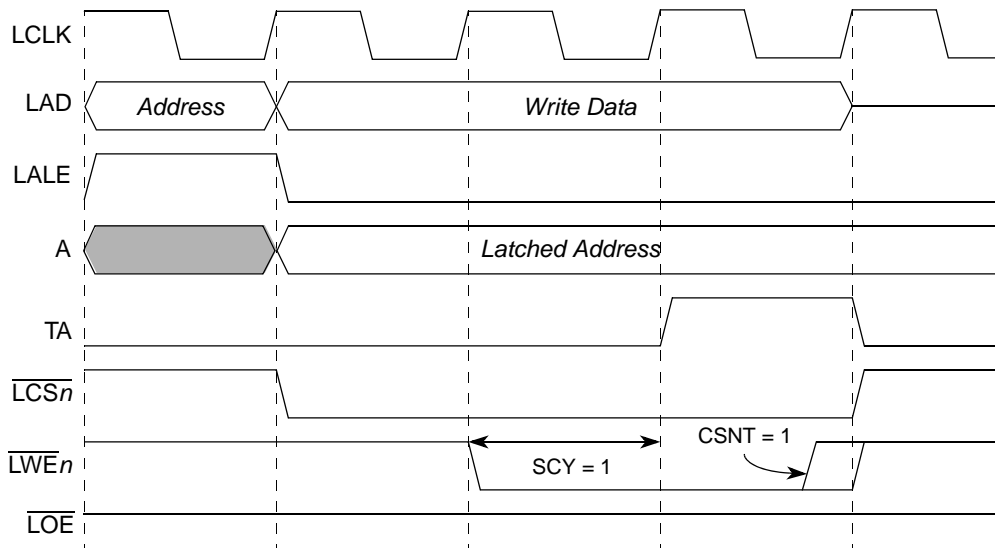 LCLK
LAD
Address
Write Data
LALE
A
Latched Address
TA
LCSn
LWEn
SCY = 1
CSNT = 1
LOE